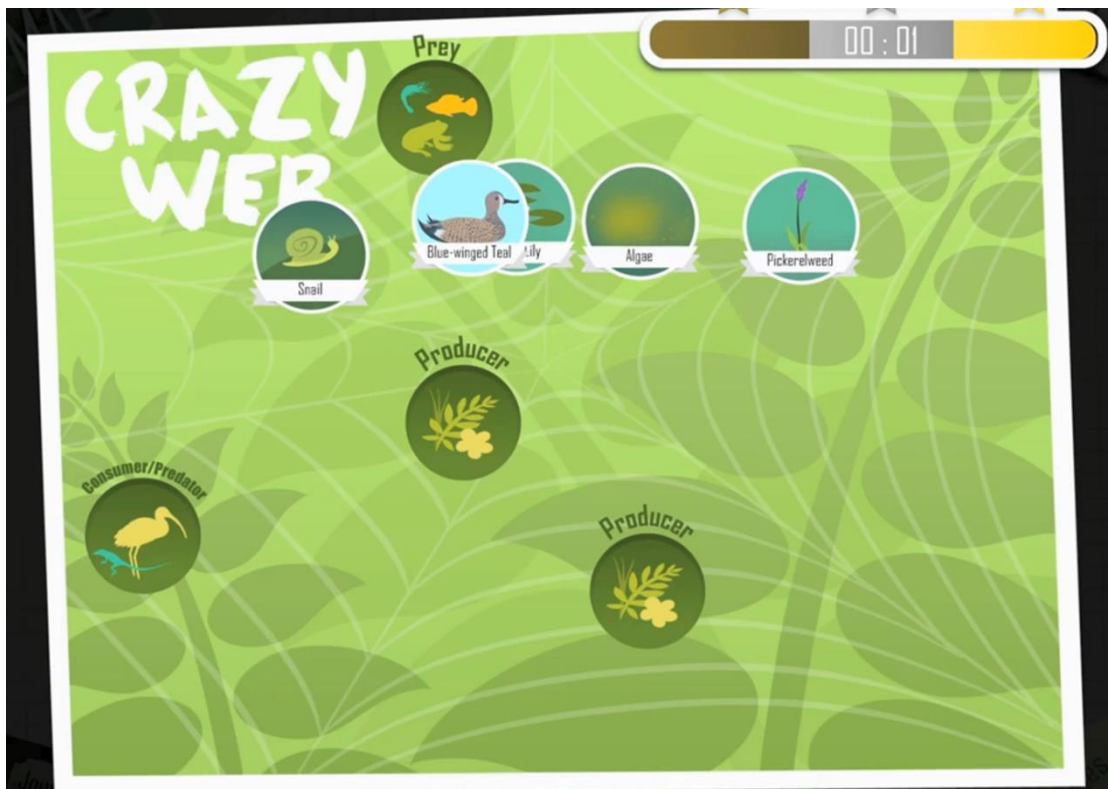 CRAZY
WEB
Prey
00:01
Snail
Blue-winged Teal
Lily
Algae
Pickerelweed
Producer
Consumer/Predator
Producer